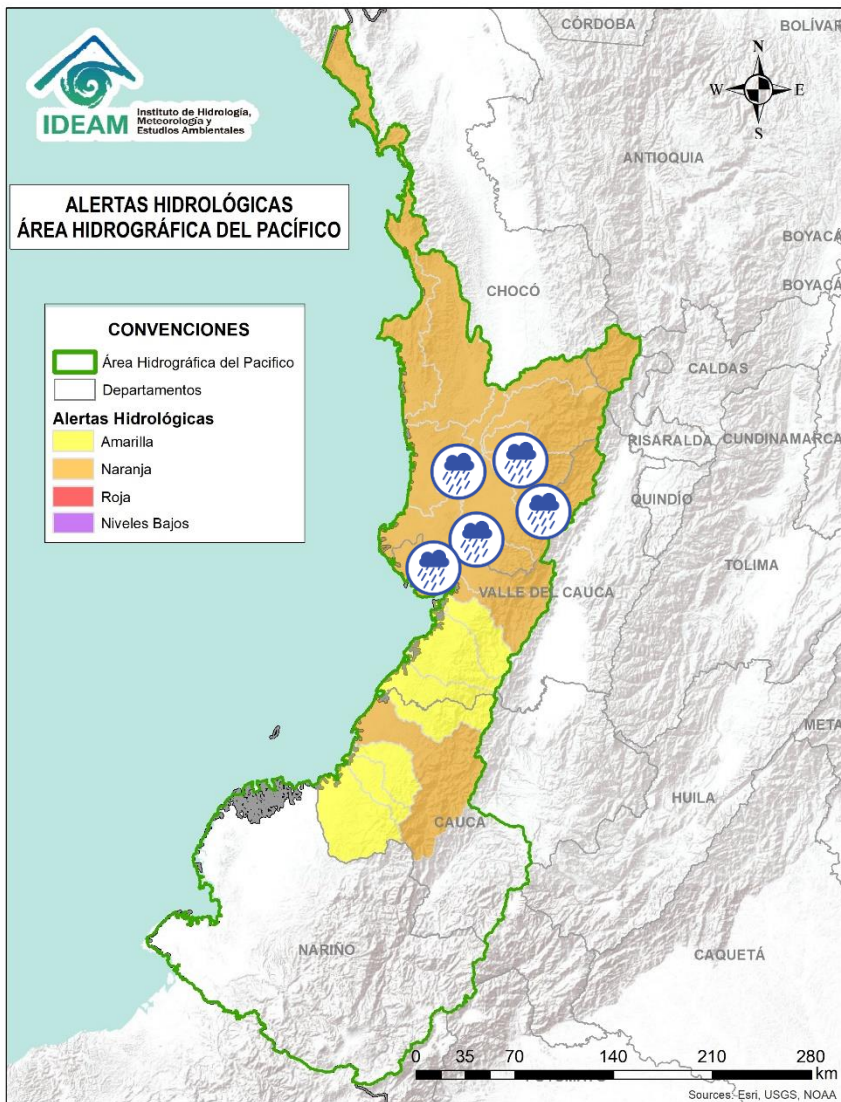 CÓRDOBA
BOLÍVAR
N
W
E
S
IDEAM
Instituto de Hidrología,
Meteorología y
Estudios Ambientales
ANTIOQUIA
ALERTAS HIDROLÓGICAS
ÁREA HIDROGRÁFICA DEL PACÍFICO
BOYACÁ
BOYACÁ
CHOCÓ
CONVENCIONES
Área Hidrográfica del Pacifico
Departamentos
Alertas Hidrológicas
Amarilla
Naranja
Roja
Niveles Bajos
CALDAS
RISARALDA
CUNDINAMARCA
QUINDÍO
TOLIMA
VALLE DEL CAUCA
META
HUILA
CAUCA
NARIÑO
CAQUETÁ
0 35 70 140 210 280
km
Sources: Esri, USGS, NOAA